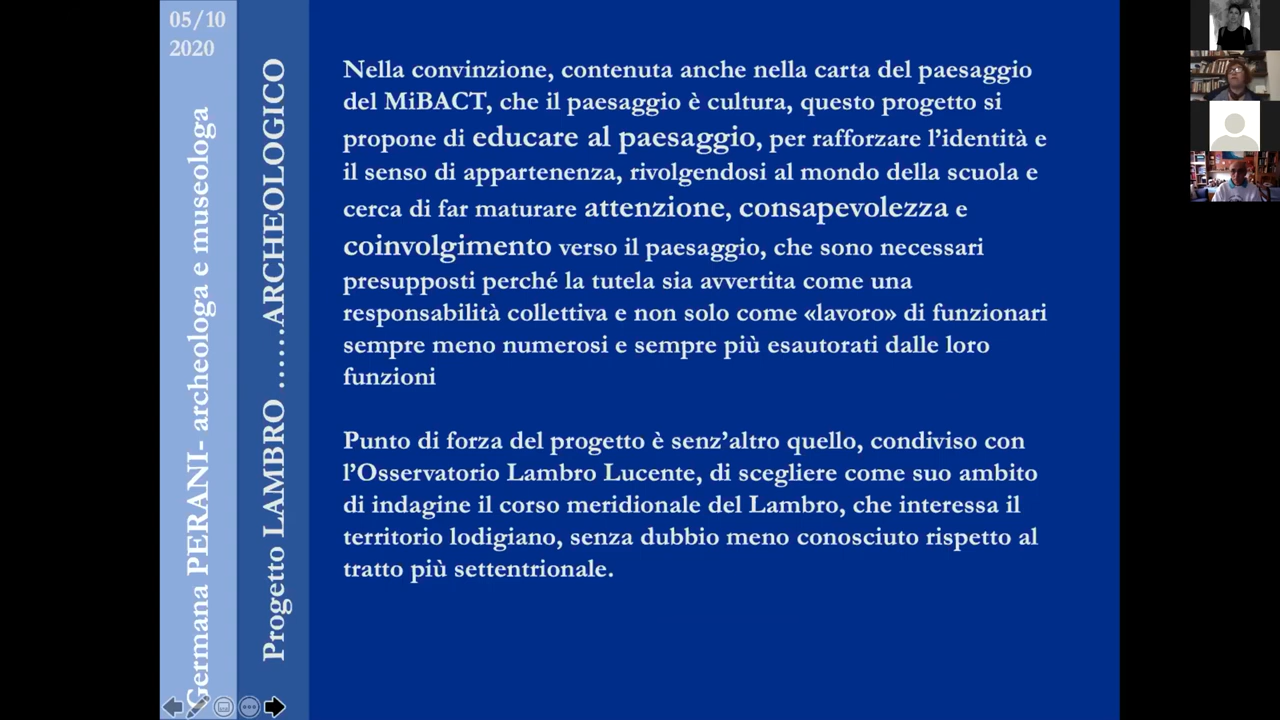 05/10
2020
Germana PERANI- archeologa e museologa
Progetto LAMBRO ……ARCHEOLOGICO
Nella convinzione, contenuta anche nella carta del paesaggio
del MiBACT, che il paesaggio è cultura, questo progetto si
propone di educare al paesaggio, per rafforzare l’identità e
il senso di appartenenza, rivolgendosi al mondo della scuola e
cerca di far maturare attenzione, consapevolezza e
coinvolgimento verso il paesaggio, che sono necessari
presupposti perché la tutela sia avvertita come una
responsabilità collettiva e non solo come «lavoro» di funzionari
sempre meno numerosi e sempre più esautorati dalle loro
funzioni
Punto di forza del progetto è senz’altro quello, condiviso con
l’Osservatorio Lambro Lucente, di scegliere come suo ambito
di indagine il corso meridionale del Lambro, che interessa il
territorio lodigiano, senza dubbio meno conosciuto rispetto al
tratto più settentrionale.